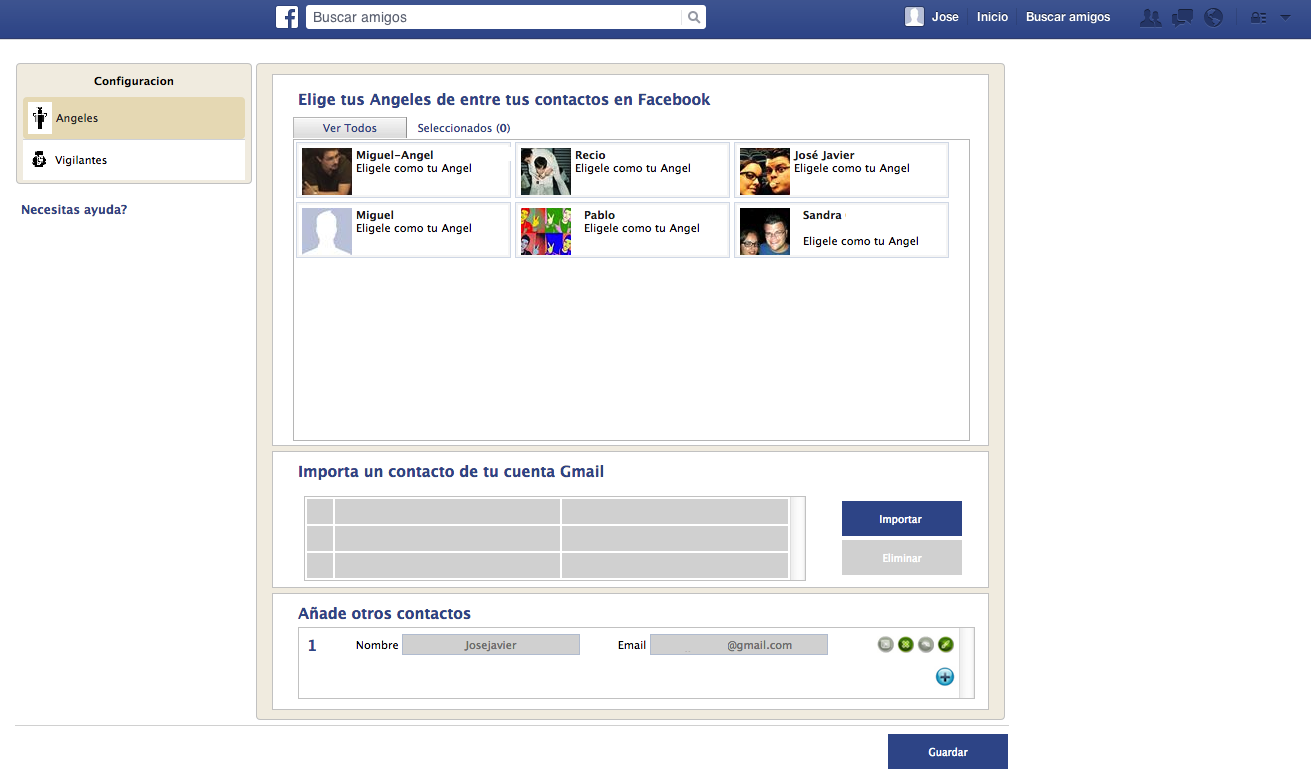 f
Buscar amigos
Jose
Inicio
Buscar amigos
Configuracion
Angeles
Vigilantes
Necesitas ayuda?
Elige tus Angeles de entre tus contactos en Facebook
Ver Todos
Seleccionados (0)
Miguel-Angel
Eligele como tu Angel
Recio
Eligele como tu Angel
José Javier
Eligele como tu Angel
Miguel
Eligele como tu Angel
Pablo
Eligele como tu Angel
Sandra
Eligele como tu Angel
Importa un contacto de tu cuenta Gmail
Importar
Eliminar
Añade otros contactos
1
Nombre
Josejavier
Email
@gmail.com
Guardar